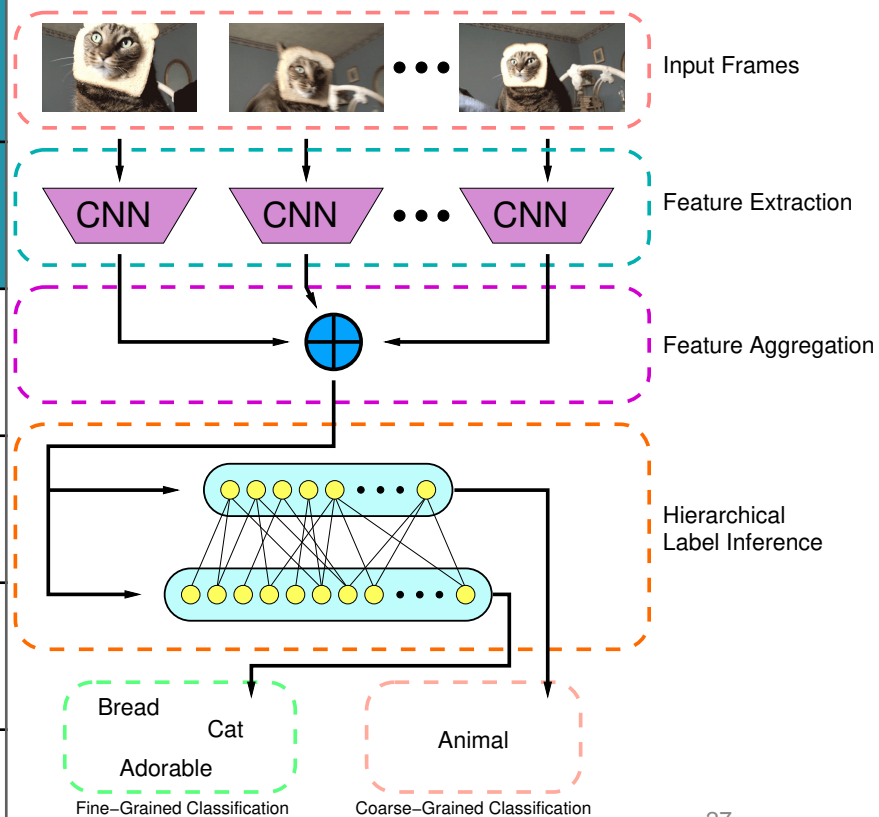 Input Frames
CNN CNN CNN
Feature Extraction
Feature Aggregation
Hierarchical
Label Inference
Bread
Cat
Adorable
Animal
Fine-Grained Classification
Coarse-Grained Classification
27